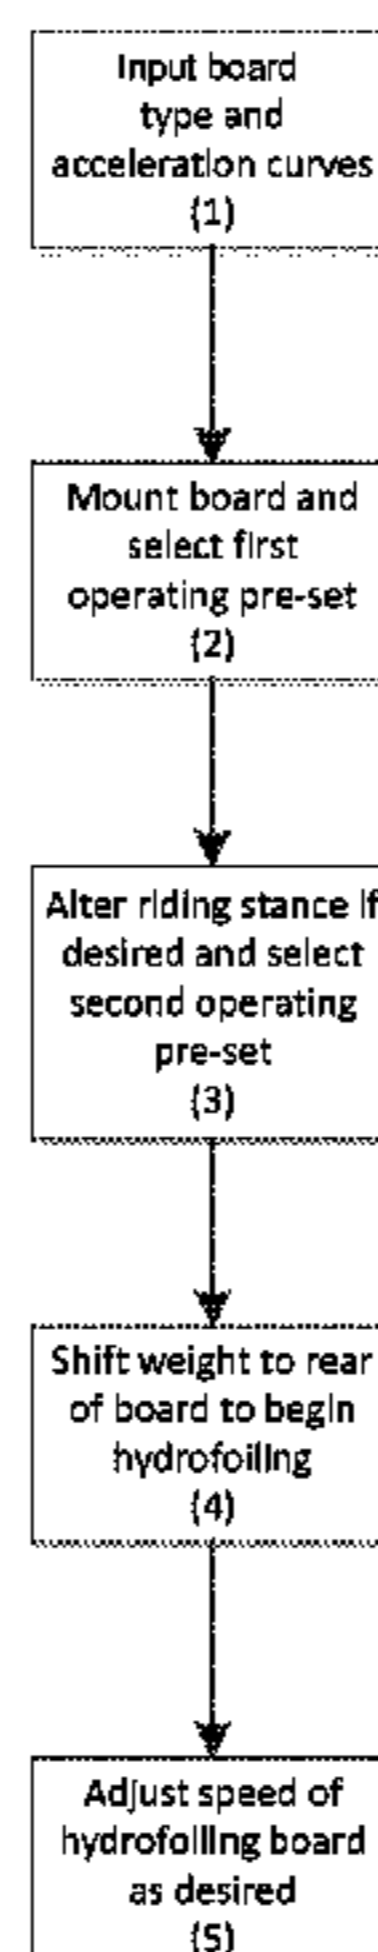 Input board
type and
acceleration curves
(1)
Mount board and
select first
operating pre-set
(2)
Alter riding stance if
desired and select
second operating
pre-set
(3)
Shift weight to rear
of board to begin
hydrofoiling
(4)
Adjust speed of
hydrofoiling board
as desired
(5)